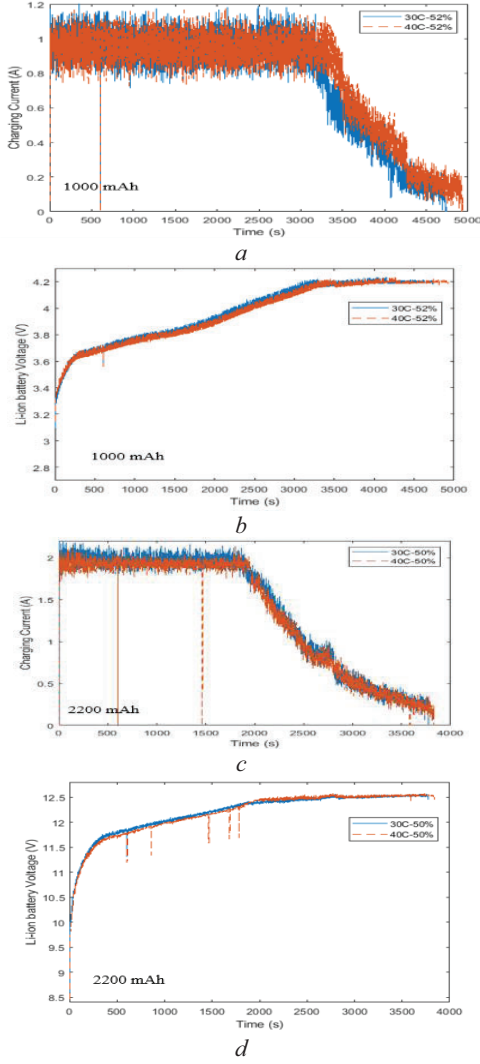 1.2
1
0.8
0.6
0.4
0.2
0
Charging Current (A)
30C-52%
40C-52%
1000 mAh
0 500 1000 1500 2000 2500 3000 3500 4000 4500 5000
Time (s)
a
4.2
4
3.8
3.6
3.4
3.2
3
2.8
Li-ion battery Voltage (V)
30C-52%
40C-52%
1000 mAh
0 500 1000 1500 2000 2500 3000 3500 4000 4500 5000
Time (s)
b
2
1.5
1
0.5
0
Charging Current (A)
30C-50%
40C-50%
2200 mAh
0 500 1000 1500 2000 2500 3000 3500 4000
Time (s)
c
12.5
12
11.5
11
10.5
10
9.5
9
8.5
Li-ion battery Voltage (V)
30C-50%
40C-50%
2200 mAh
0 500 1000 1500 2000 2500 3000 3500 4000
Time (s)
d